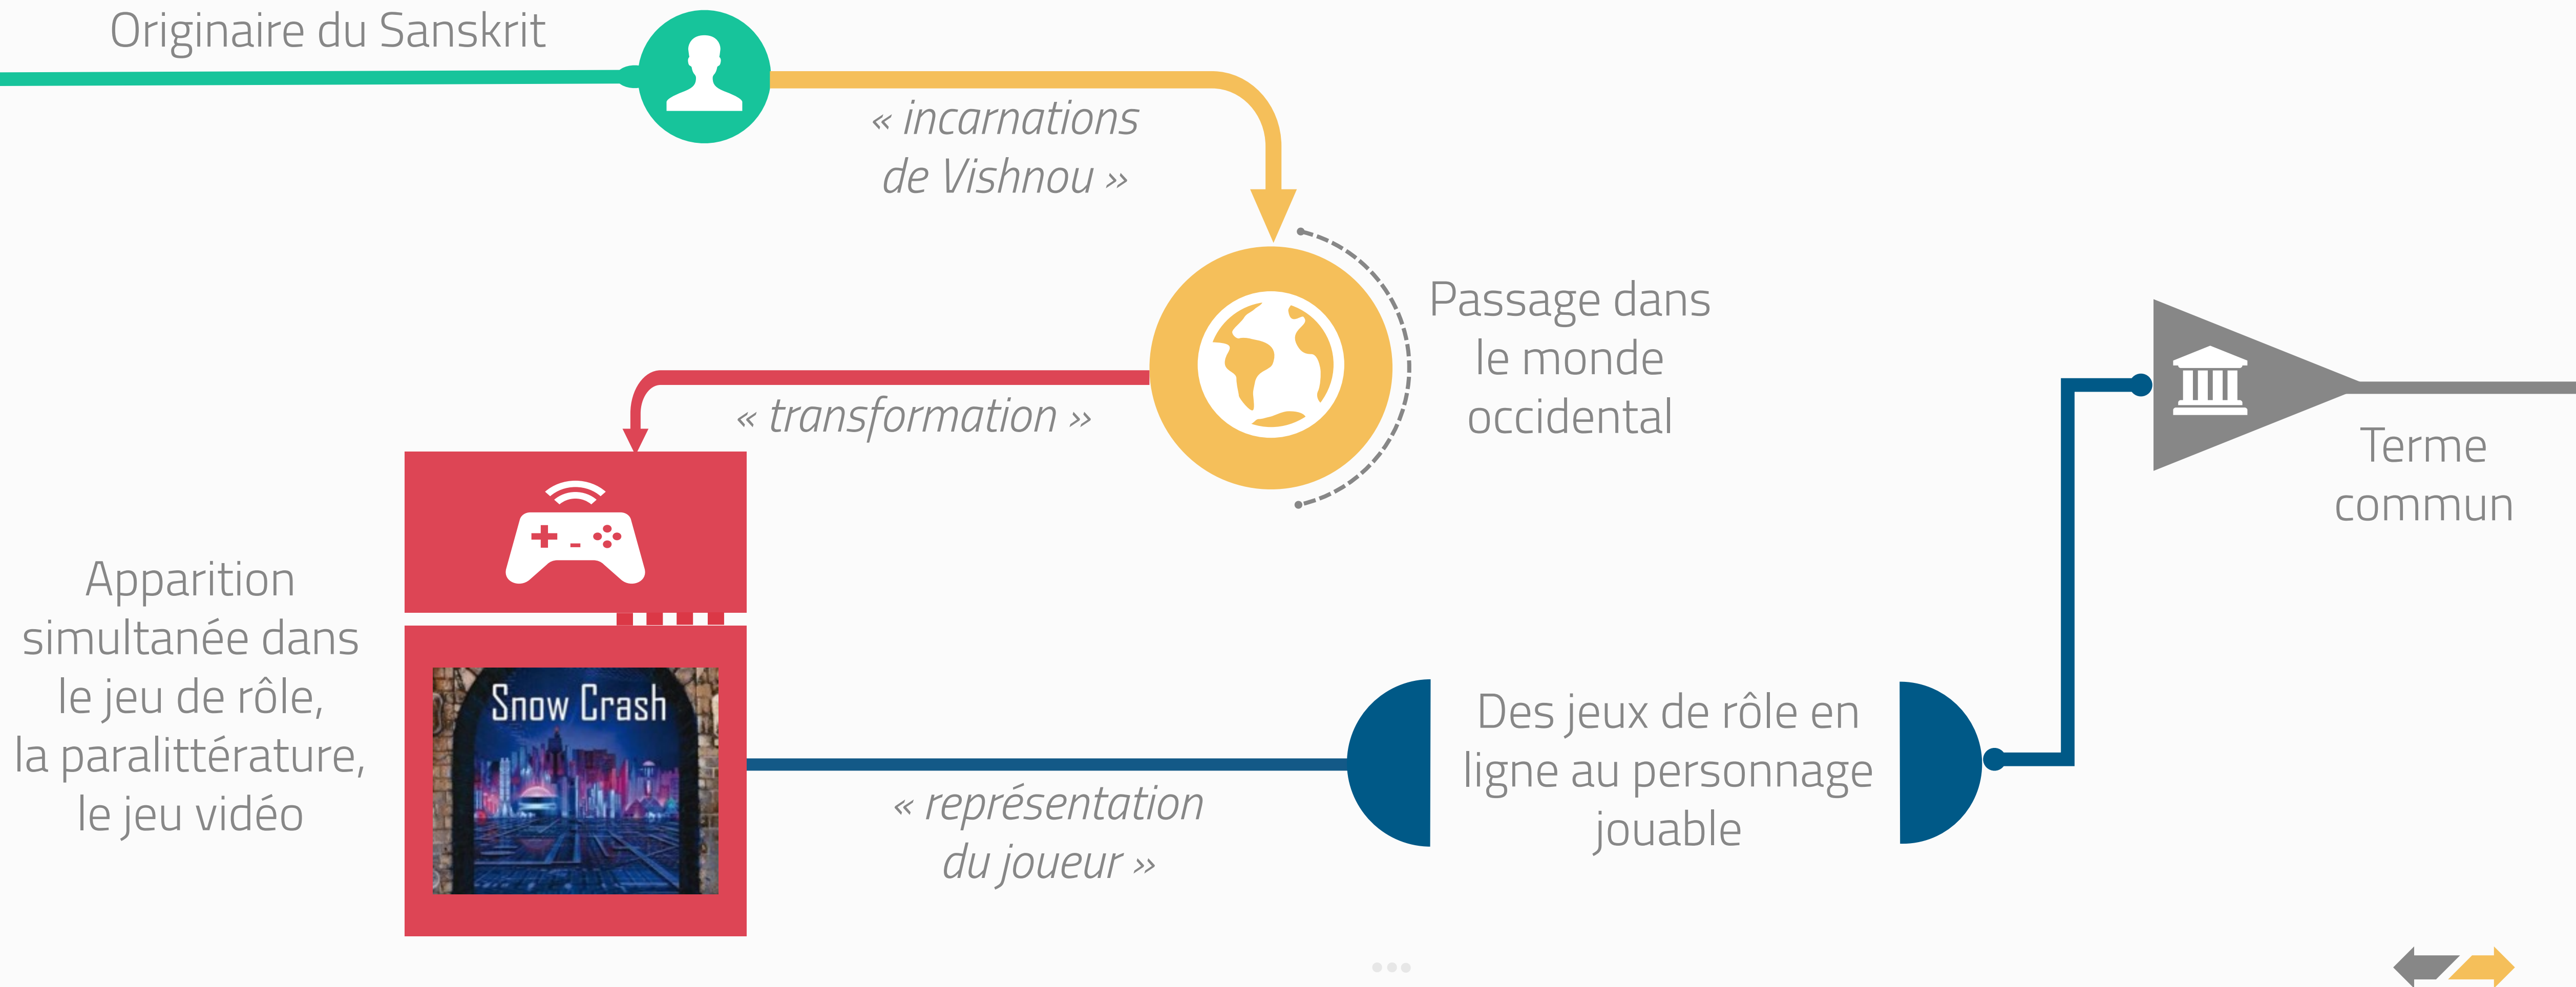 Originaire du Sanskrit
« incarnations
de Vishnou »
Passage dans
le monde
occidental
« transformation »
Apparition
simultanée dans
le jeu de rôle,
la paralittérature,
le jeu vidéo
Snow Crash
« représentation
du joueur »
Des jeux de rôle en
ligne au personnage
jouable
Terme
commun